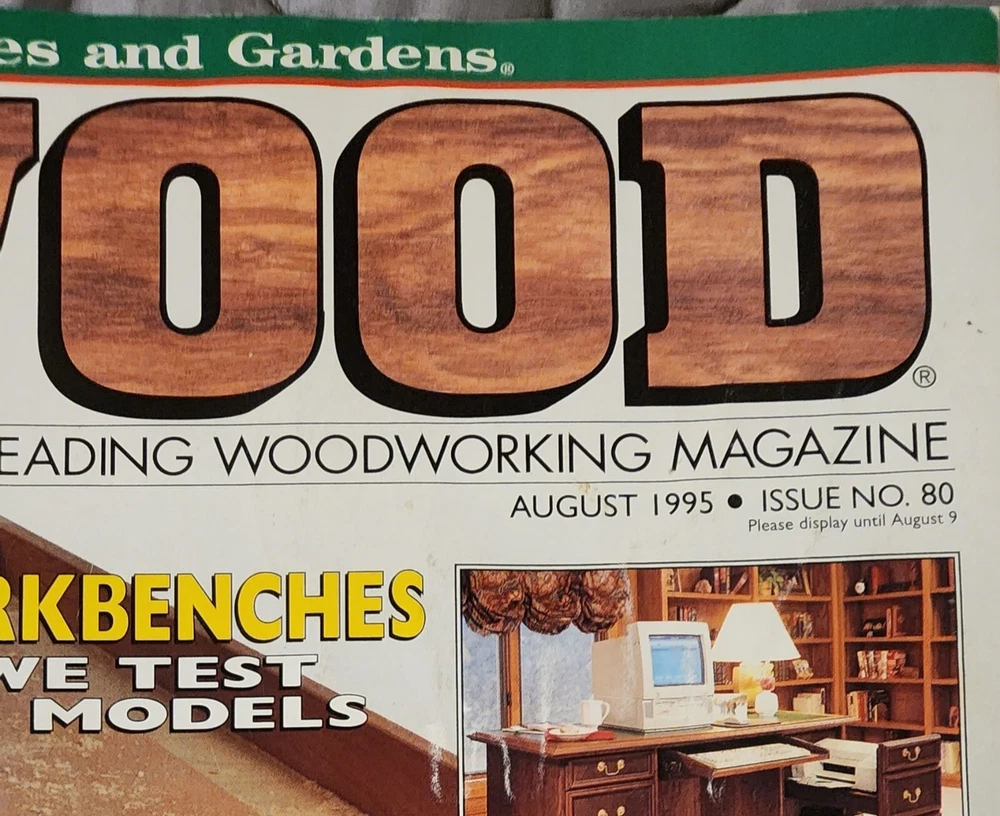 es and Gardens®
WOOD®
EADING WOODWORKING MAGAZINE
AUGUST 1995 • ISSUE NO. 80
Please display until August 9
RKBENCHES
WE TEST
MODELS